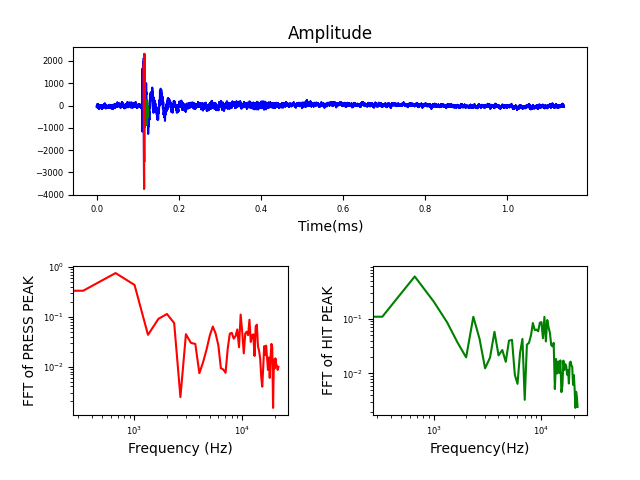 Amplitude
2000
1000
0
−1000
−2000
−3000
−4000
0.0 0.2 0.4 0.6 0.8 1.0
Time(ms)
FFT of PRESS PEAK
10⁰
10⁻¹
10⁻²
10³ 10⁴
Frequency (Hz)
FFT of HIT PEAK
10⁻¹
10⁻²
10³ 10⁴
Frequency(Hz)